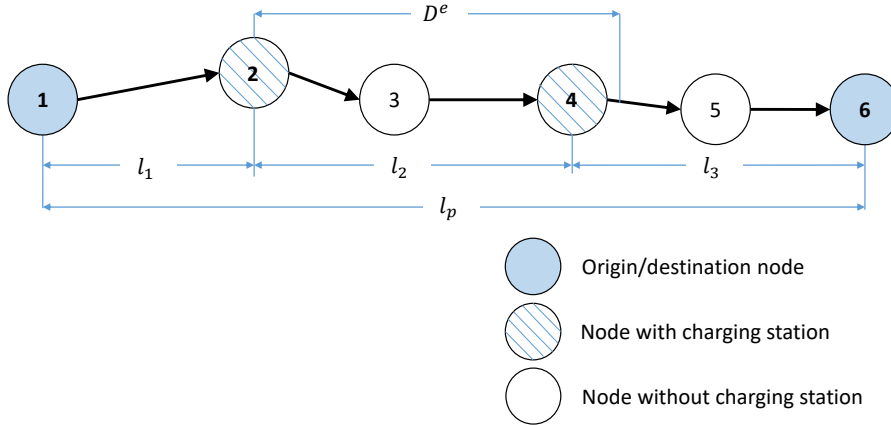 D^e
1
2
3
4
5
6
l_1
l_2
l_3
l_p
Origin/destination node
Node with charging station
Node without charging station